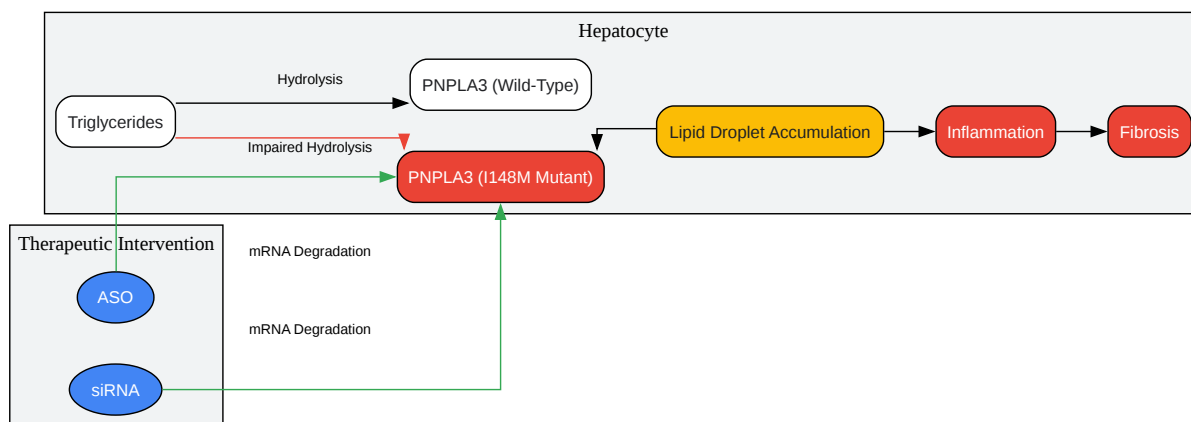 Hepatocyte
Hydrolysis
PNPLA3 (Wild-Type)
Triglycerides
Lipid Droplet Accumulation
Inflammation
Fibrosis
Impaired Hydrolysis
PNPLA3 (I148M Mutant)
Therapeutic Intervention
mRNA Degradation
ASO
mRNA Degradation
siRNA